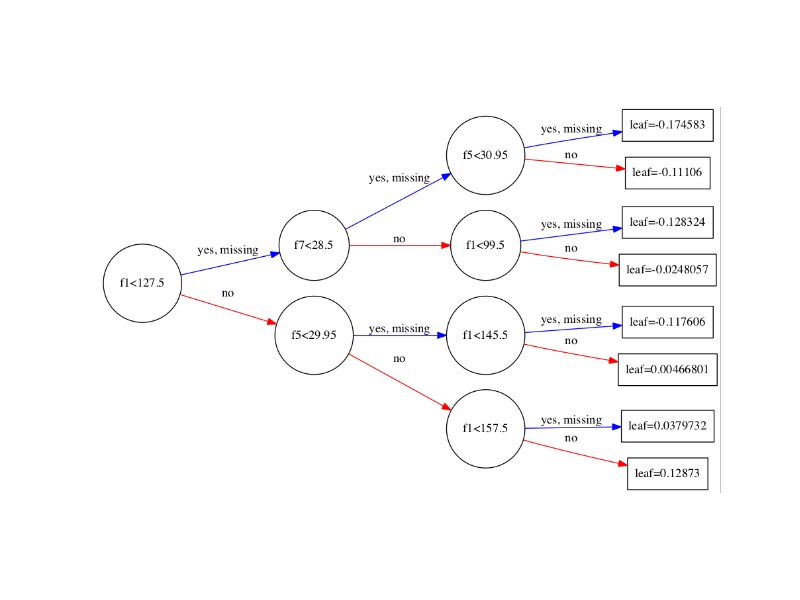 f1<127.5
yes, missing
no
f7<28.5
f5<29.95
yes, missing
no
yes, missing
no
f5<30.95
f1<99.5
f1<145.5
f1<157.5
yes, missing
no
yes, missing
no
yes, missing
no
yes, missing
no
leaf=-0.174583
leaf=-0.11106
leaf=-0.128324
leaf=-0.0248057
leaf=-0.117606
leaf=0.00466801
leaf=0.0379732
leaf=0.12873